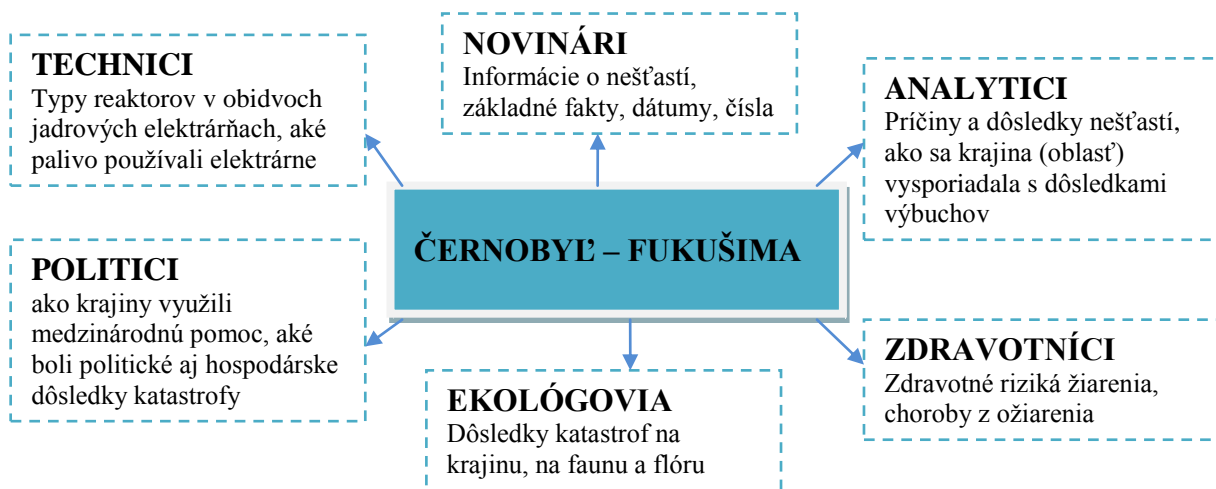 TECHNICI
Typy reaktorov v obidvoch
jadrových elektrárňach, aké
palivo používali elektrárne
NOVINÁRI
Informácie o nešťastí,
základné fakty, dátumy, čísla
ANALYTICI
Príčiny a dôsledky nešťastí,
ako sa krajina (oblasť)
vysporiadala s dôsledkami
výbuchov
ČERNOBYĽ – FUKUŠIMA
POLITICI
ako krajiny využili
medzinárodnú pomoc, aké
boli politické aj hospodárske
dôsledky katastrofy
EKOLÓGOVIA
Dôsledky katastrof na
krajinu, na faunu a flóru
ZDRAVOTNÍCI
Zdravotné riziká žiarenia,
choroby z ožiarenia